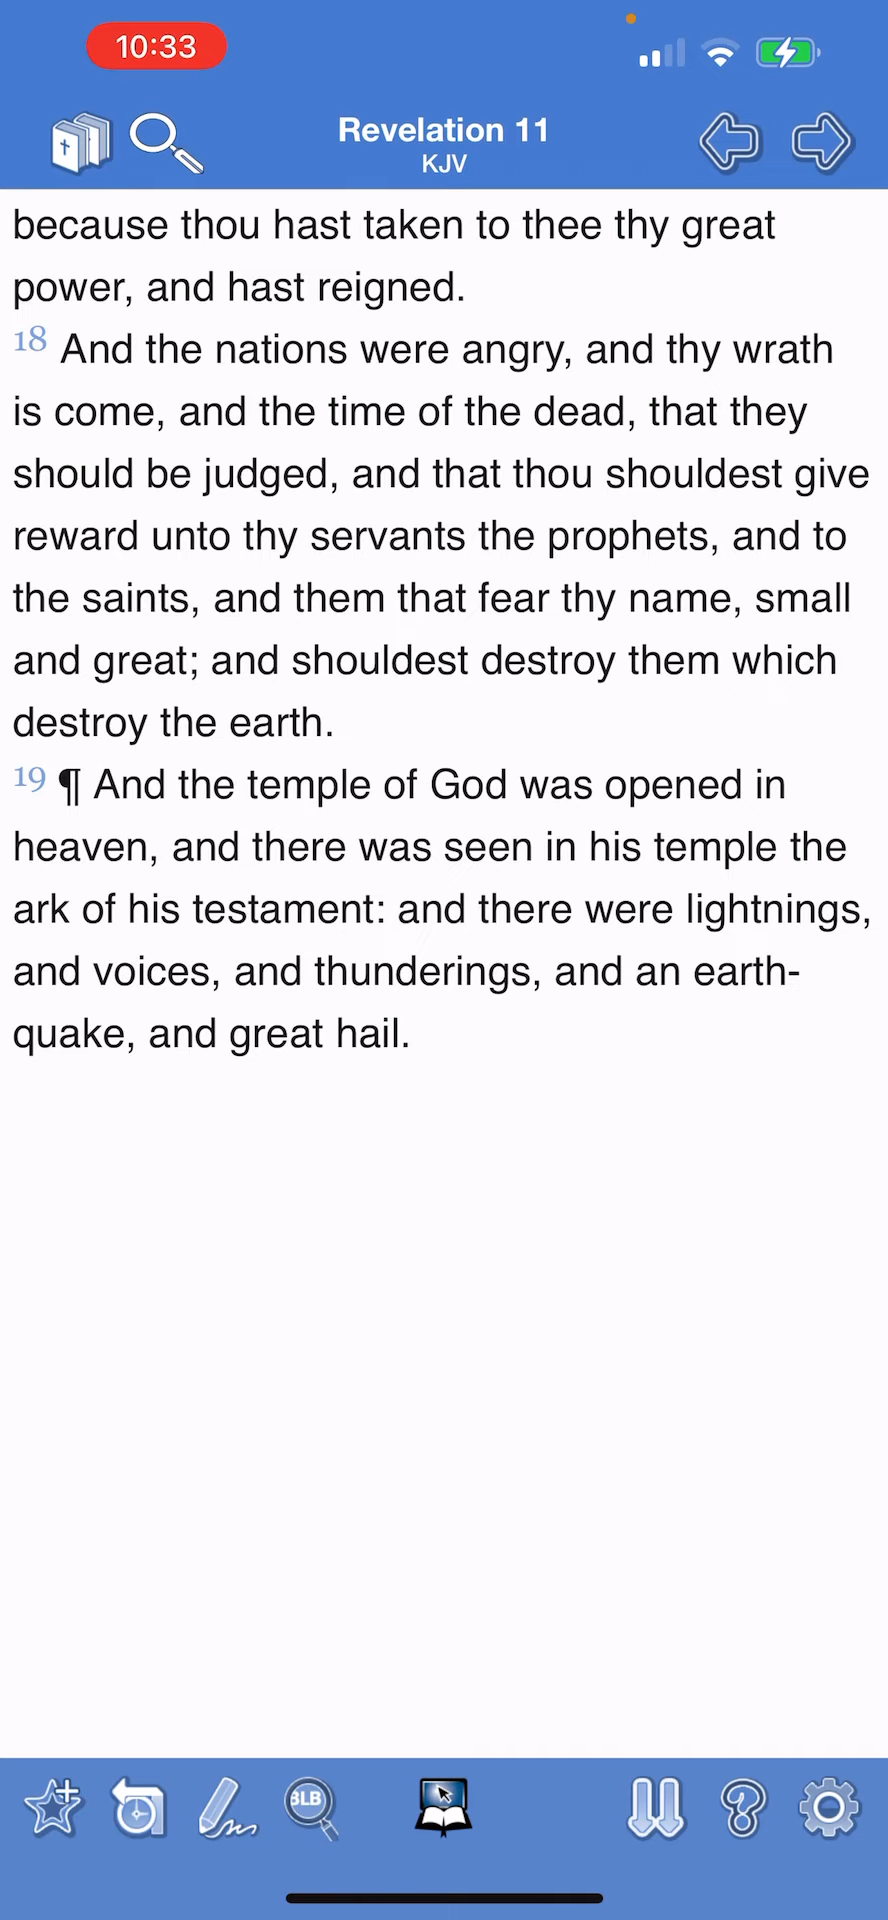 10:33
Revelation 11
KJV
because thou hast taken to thee thy great
power, and hast reigned.
18 And the nations were angry, and thy wrath
is come, and the time of the dead, that they
should be judged, and that thou shouldest give
reward unto thy servants the prophets, and to
the saints, and them that fear thy name, small
and great; and shouldest destroy them which
destroy the earth.
19 ¶ And the temple of God was opened in
heaven, and there was seen in his temple the
ark of his testament: and there were lightnings,
and voices, and thunderings, and an earth-
quake, and great hail.
BLB